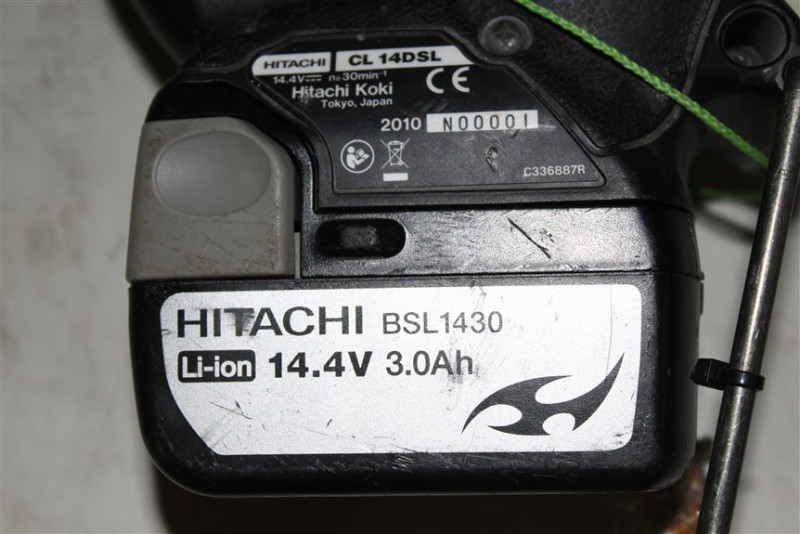 HITACHI CL 14DSL
14.4V⎓ n₀30min⁻¹
Hitachi Koki
Tokyo, Japan
CE
2010 N00001
C336887R
HITACHI BSL1430
Li-ion 14.4V 3.0Ah